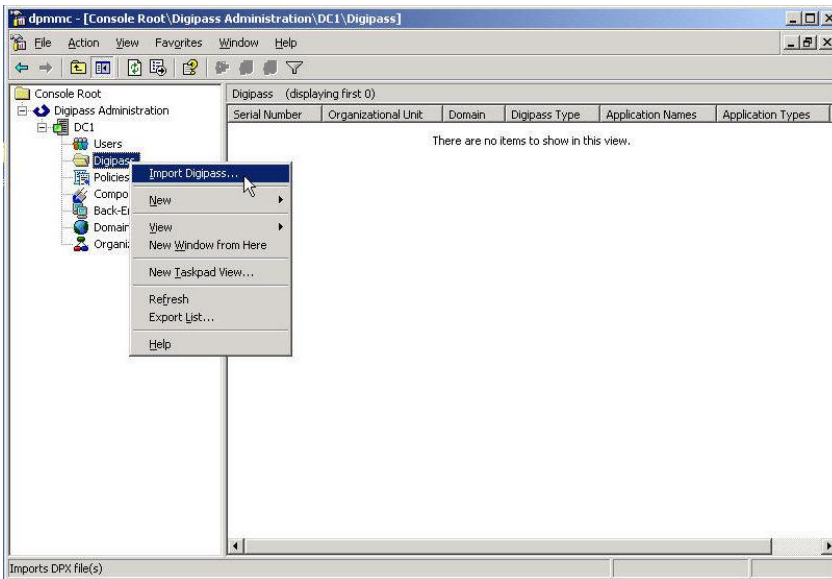 dpmmc - [Console Root\Digipass Administration\DC1\Digipass]
File Action View Favorites Window Help
Console Root
Digipass Administration
DC1
Users
Digipass
Policies
Domain
Import Digipass...
New
View
New Window from Here
New Taskpad View...
Refresh
Export List...
Help
Digipass (displaying first 0)
Serial Number Organizational Unit Domain Digipass Type Application Names Application Types
There are no items to show in this view.
Imports DPX file(s)